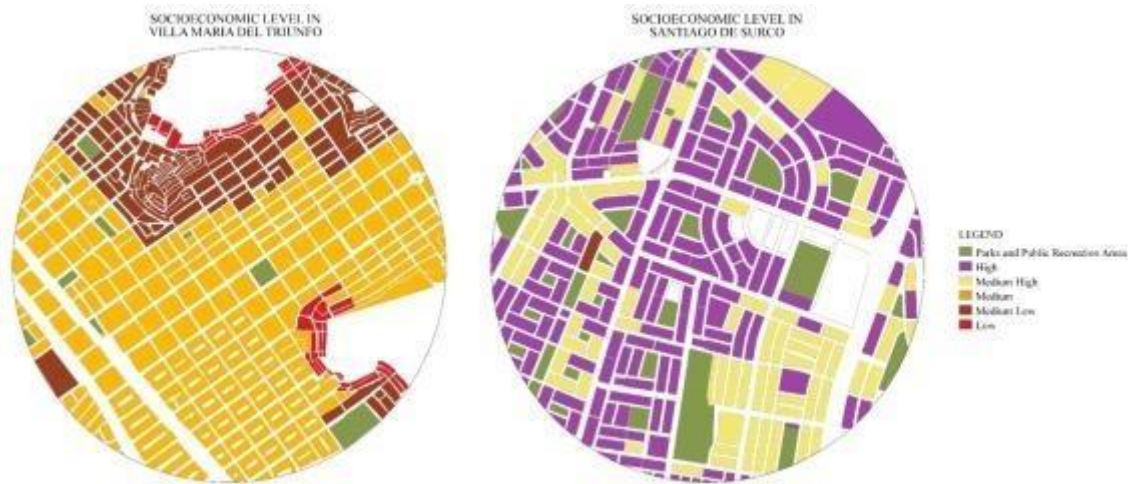 SOCIOECONOMIC LEVEL IN
VILLA MARIA DEL TRIUNFO
SOCIOECONOMIC LEVEL IN
SANTIAGO DE SURCO
LEGEND
Parks and Public Recreation Areas
High
Medium High
Medium
Medium Low
Low